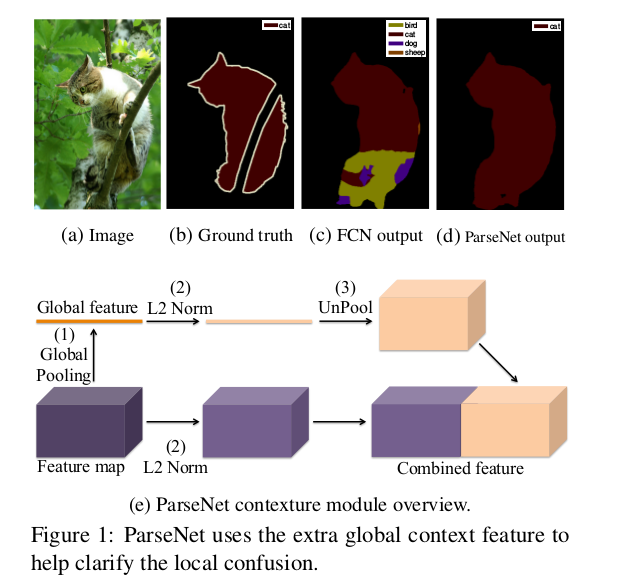 cat
bird
cat
dog
sheep
cat
(a) Image
(b) Ground truth
(c) FCN output
(d) ParseNet output
Global feature
(1)
Global
Pooling
(2)
L2 Norm
(3)
UnPool
Feature map
(2)
L2 Norm
Combined feature
(e) ParseNet contexture module overview.
Figure 1: ParseNet uses the extra global context feature to
help clarify the local confusion.